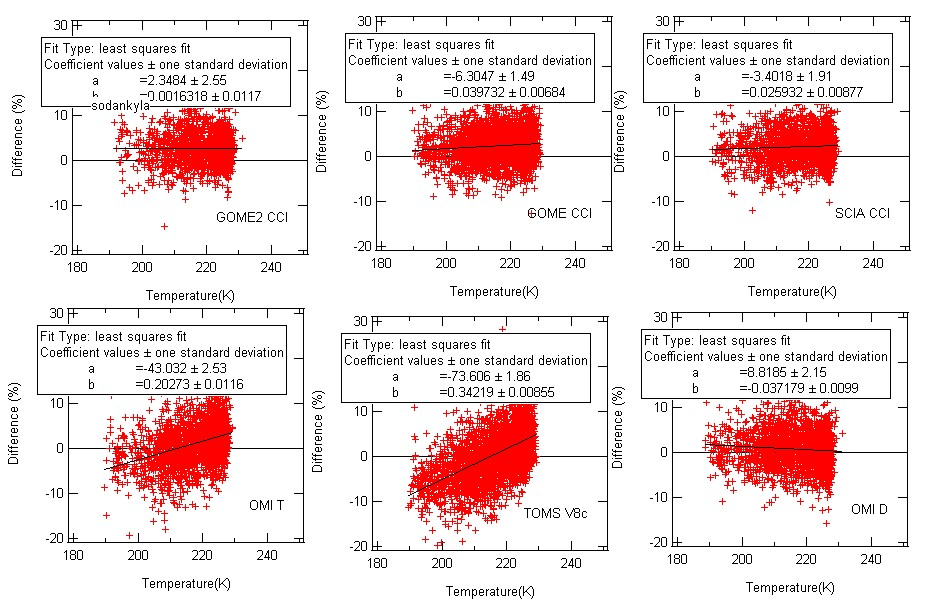 30
Fit Type: least squares fit
Coefficient values ± one standard deviation
a =2.3484 ± 2.55
=0.0016318 ± 0.0117
sodankyla
10
0
-10
-20
Difference (%)
GOME2 CCI
180 200 220 240
Temperature(K)
30
Fit Type: least squares fit
Coefficient values ± one standard deviation
a =-6.3047 ± 1.49
b =0.039732 ± 0.00684
10
0
-10
-20
Difference (%)
GOME CCI
180 200 220 240
Temperature(K)
30
Fit Type: least squares fit
Coefficient values ± one standard deviation
a =-3.4018 ± 1.91
b =0.025932 ± 0.00877
10
0
-10
-20
Difference (%)
SCIA CCI
180 200 220 240
Temperature(K)
30
Fit Type: least squares fit
Coefficient values ± one standard deviation
a =-43.032 ± 2.53
b =0.20273 ± 0.0116
10
0
-10
-20
Difference (%)
OMI T
180 200 220 240
Temperature(K)
30
Fit Type: least squares fit
Coefficient values ± one standard deviation
a =-73.606 ± 1.86
b =0.34219 ± 0.00855
10
0
-10
-20
Difference (%)
TOMS V8c
180 200 220 240
Temperature(K)
30
Fit Type: least squares fit
Coefficient values ± one standard deviation
a =8.8185 ± 2.15
b =-0.037179 ± 0.0099
10
0
-10
-20
Difference (%)
OMI D
180 200 220 240
Temperature(K)